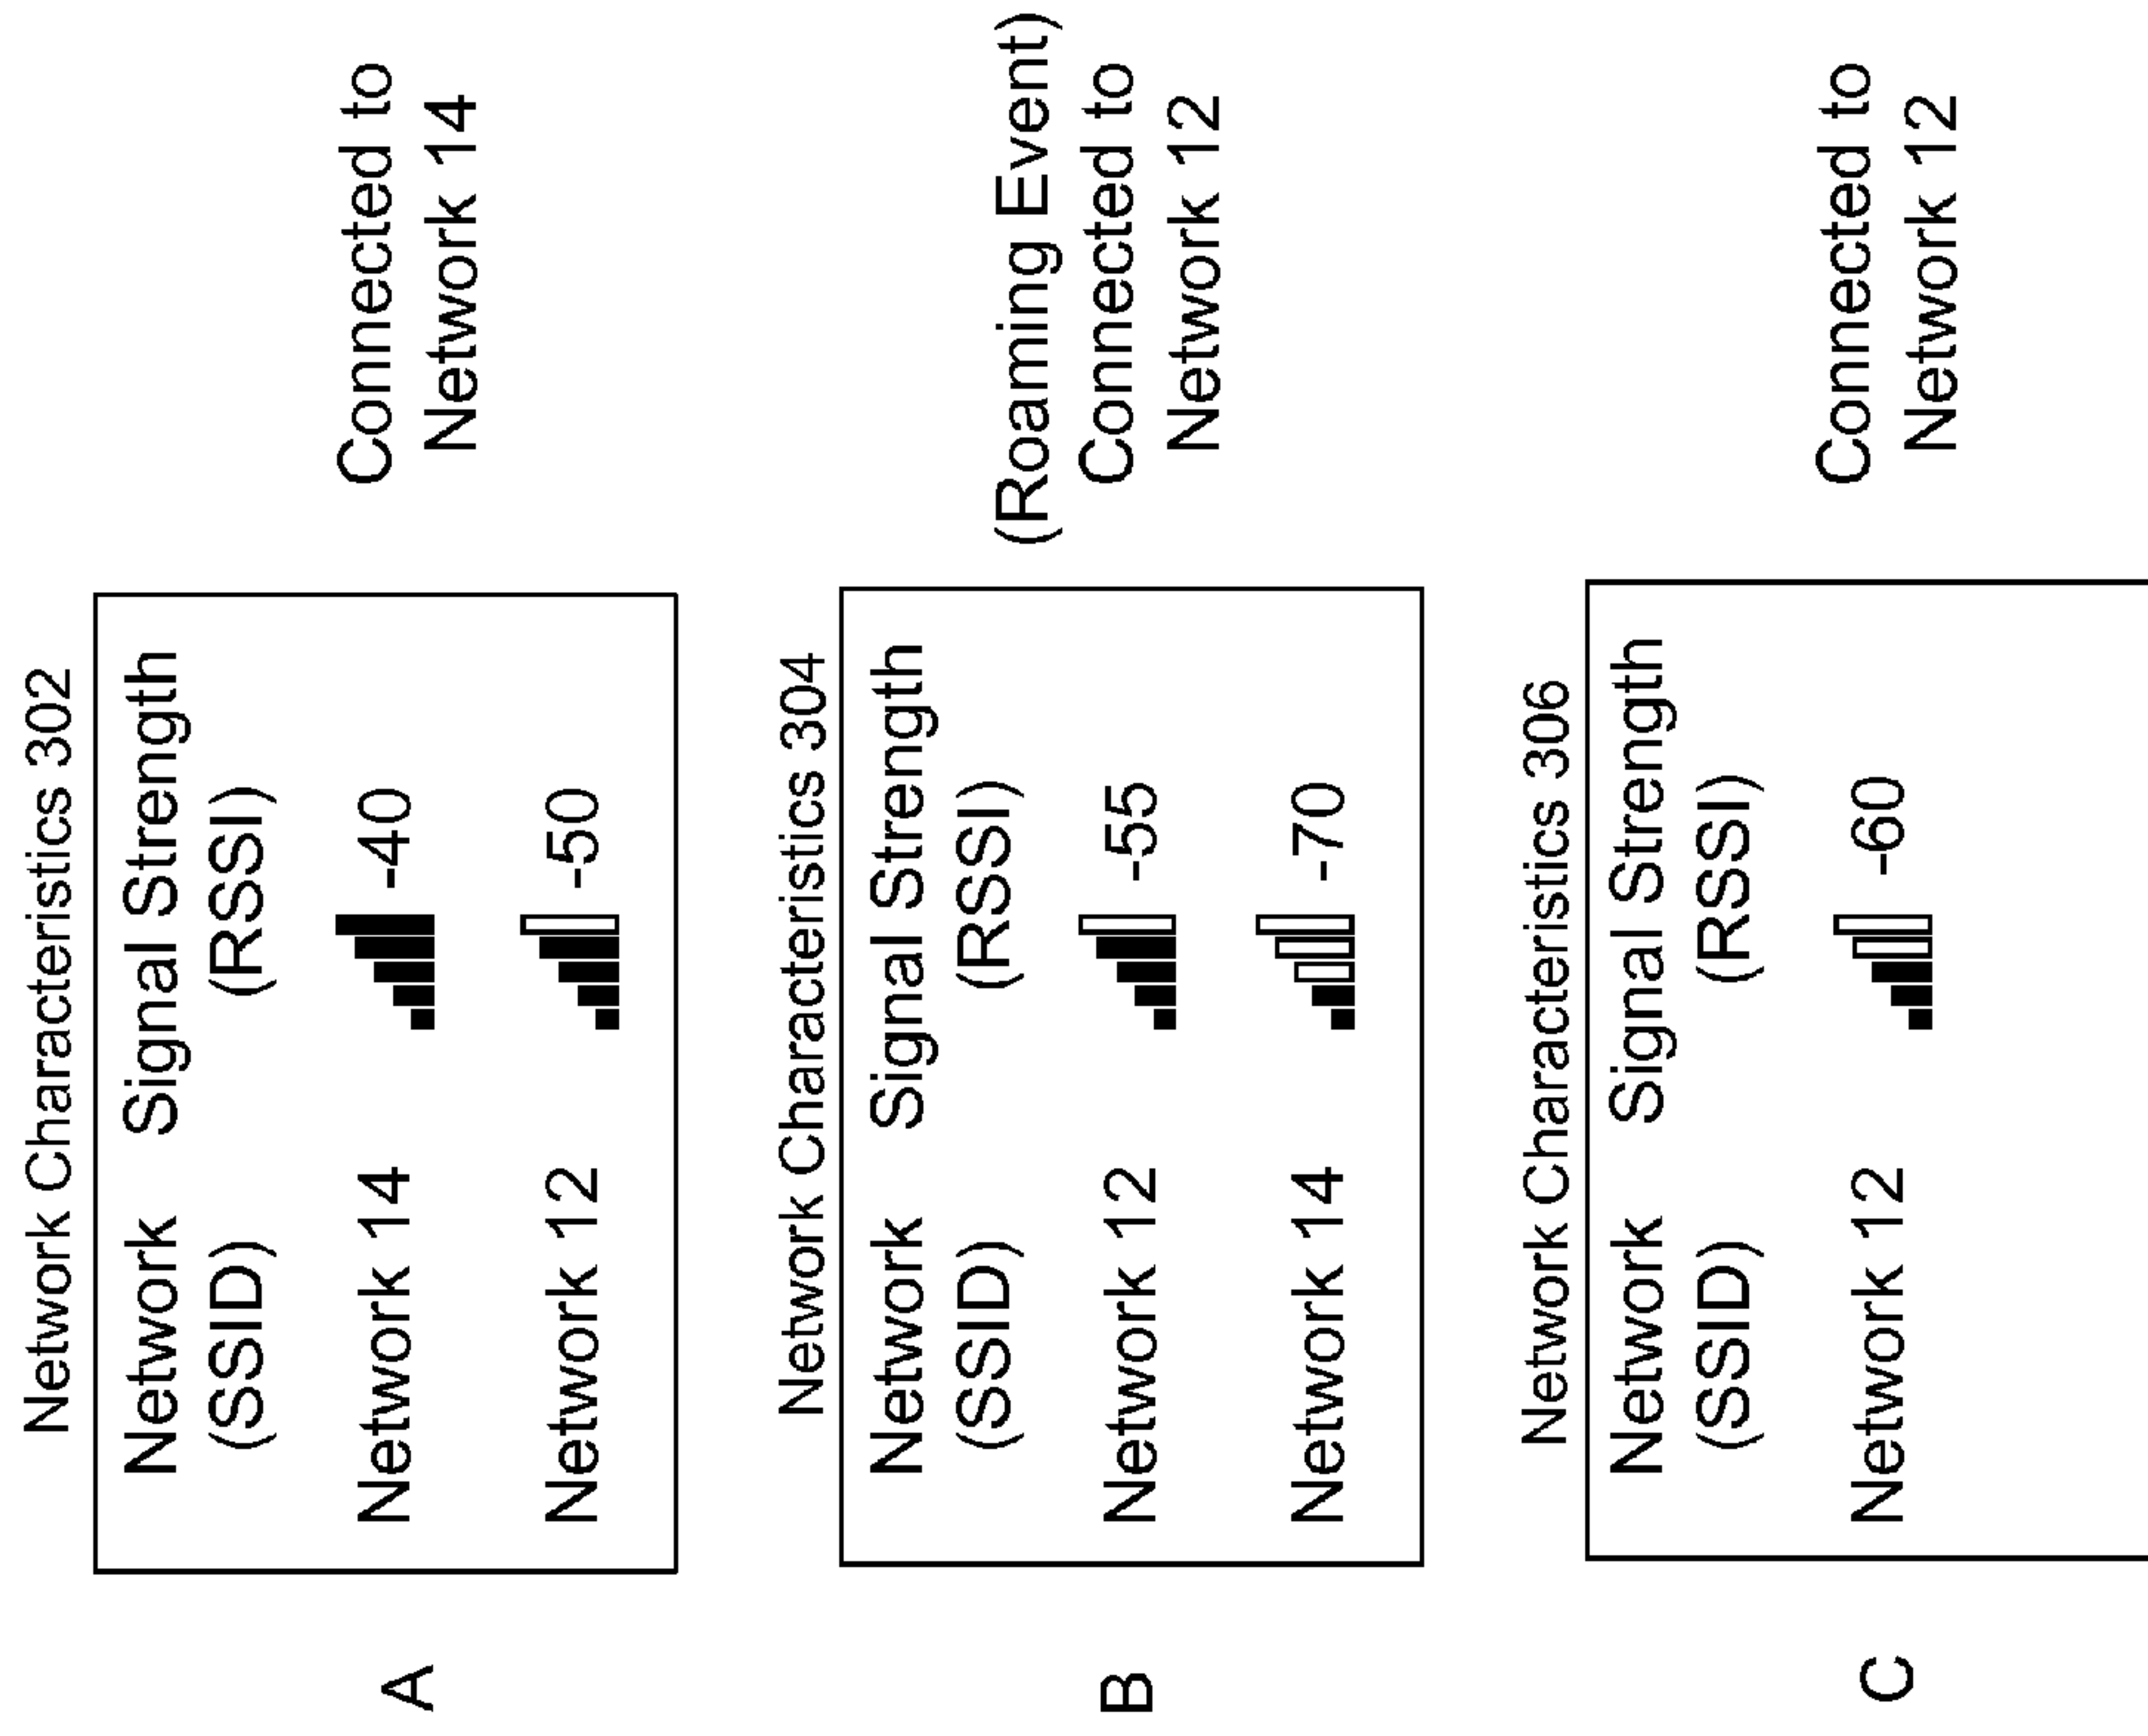 Network Characteristics 302
Network Signal Strength
(SSID) (RSSI)
Network 14 -40
Network 12 -50
A
Connected to
Network 14
Network Characteristics 304
Network Signal Strength
(SSID) (RSSI)
Network 12 -55
Network 14 -70
B
(Roaming Event)
Connected to
Network 12
Network Characteristics 306
Network Signal Strength
(SSID) (RSSI)
Network 12 -60
C
Connected to
Network 12